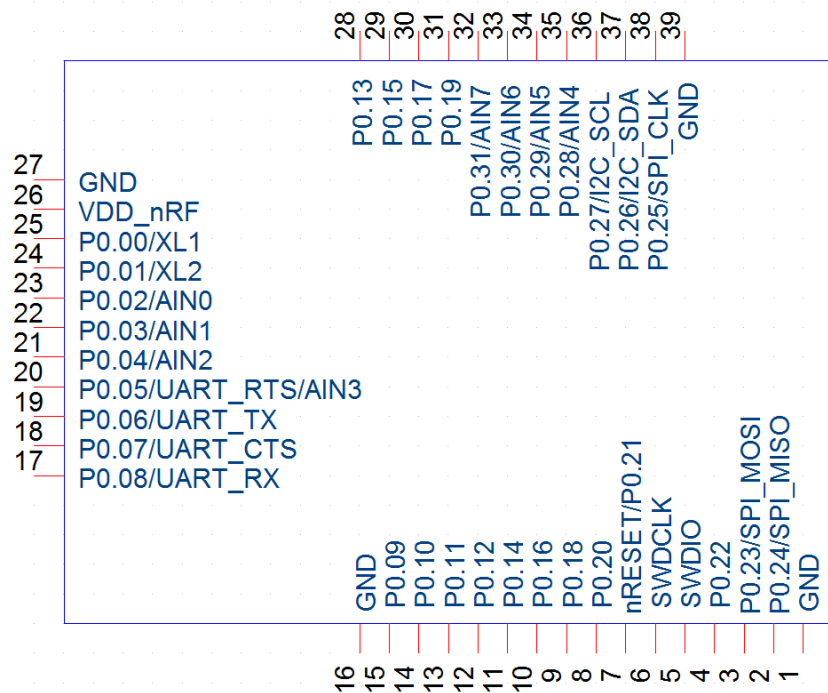 28
29
30
31
32
33
34
35
36
37
38
39
P0.13
P0.15
P0.17
P0.19
P0.31/AIN7
P0.30/AIN6
P0.29/AIN5
P0.28/AIN4
P0.27/I2C_SCL
P0.26/I2C_SDA
P0.25/SPI_CLK
GND
27
GND
26
VDD_nRF
25
P0.00/XL1
24
P0.01/XL2
23
P0.02/AIN0
22
P0.03/AIN1
21
P0.04/AIN2
20
P0.05/UART_RTS/AIN3
19
P0.06/UART_TX
18
P0.07/UART_CTS
17
P0.08/UART_RX
GND
P0.09
P0.10
P0.11
P0.12
P0.14
P0.16
P0.18
P0.20
nRESET/P0.21
SWDCLK
SWDIO
P0.22
P0.23/SPI_MOSI
P0.24/SPI_MISO
GND
16
15
14
13
12
11
10
9
8
7
6
5
4
3
2
1